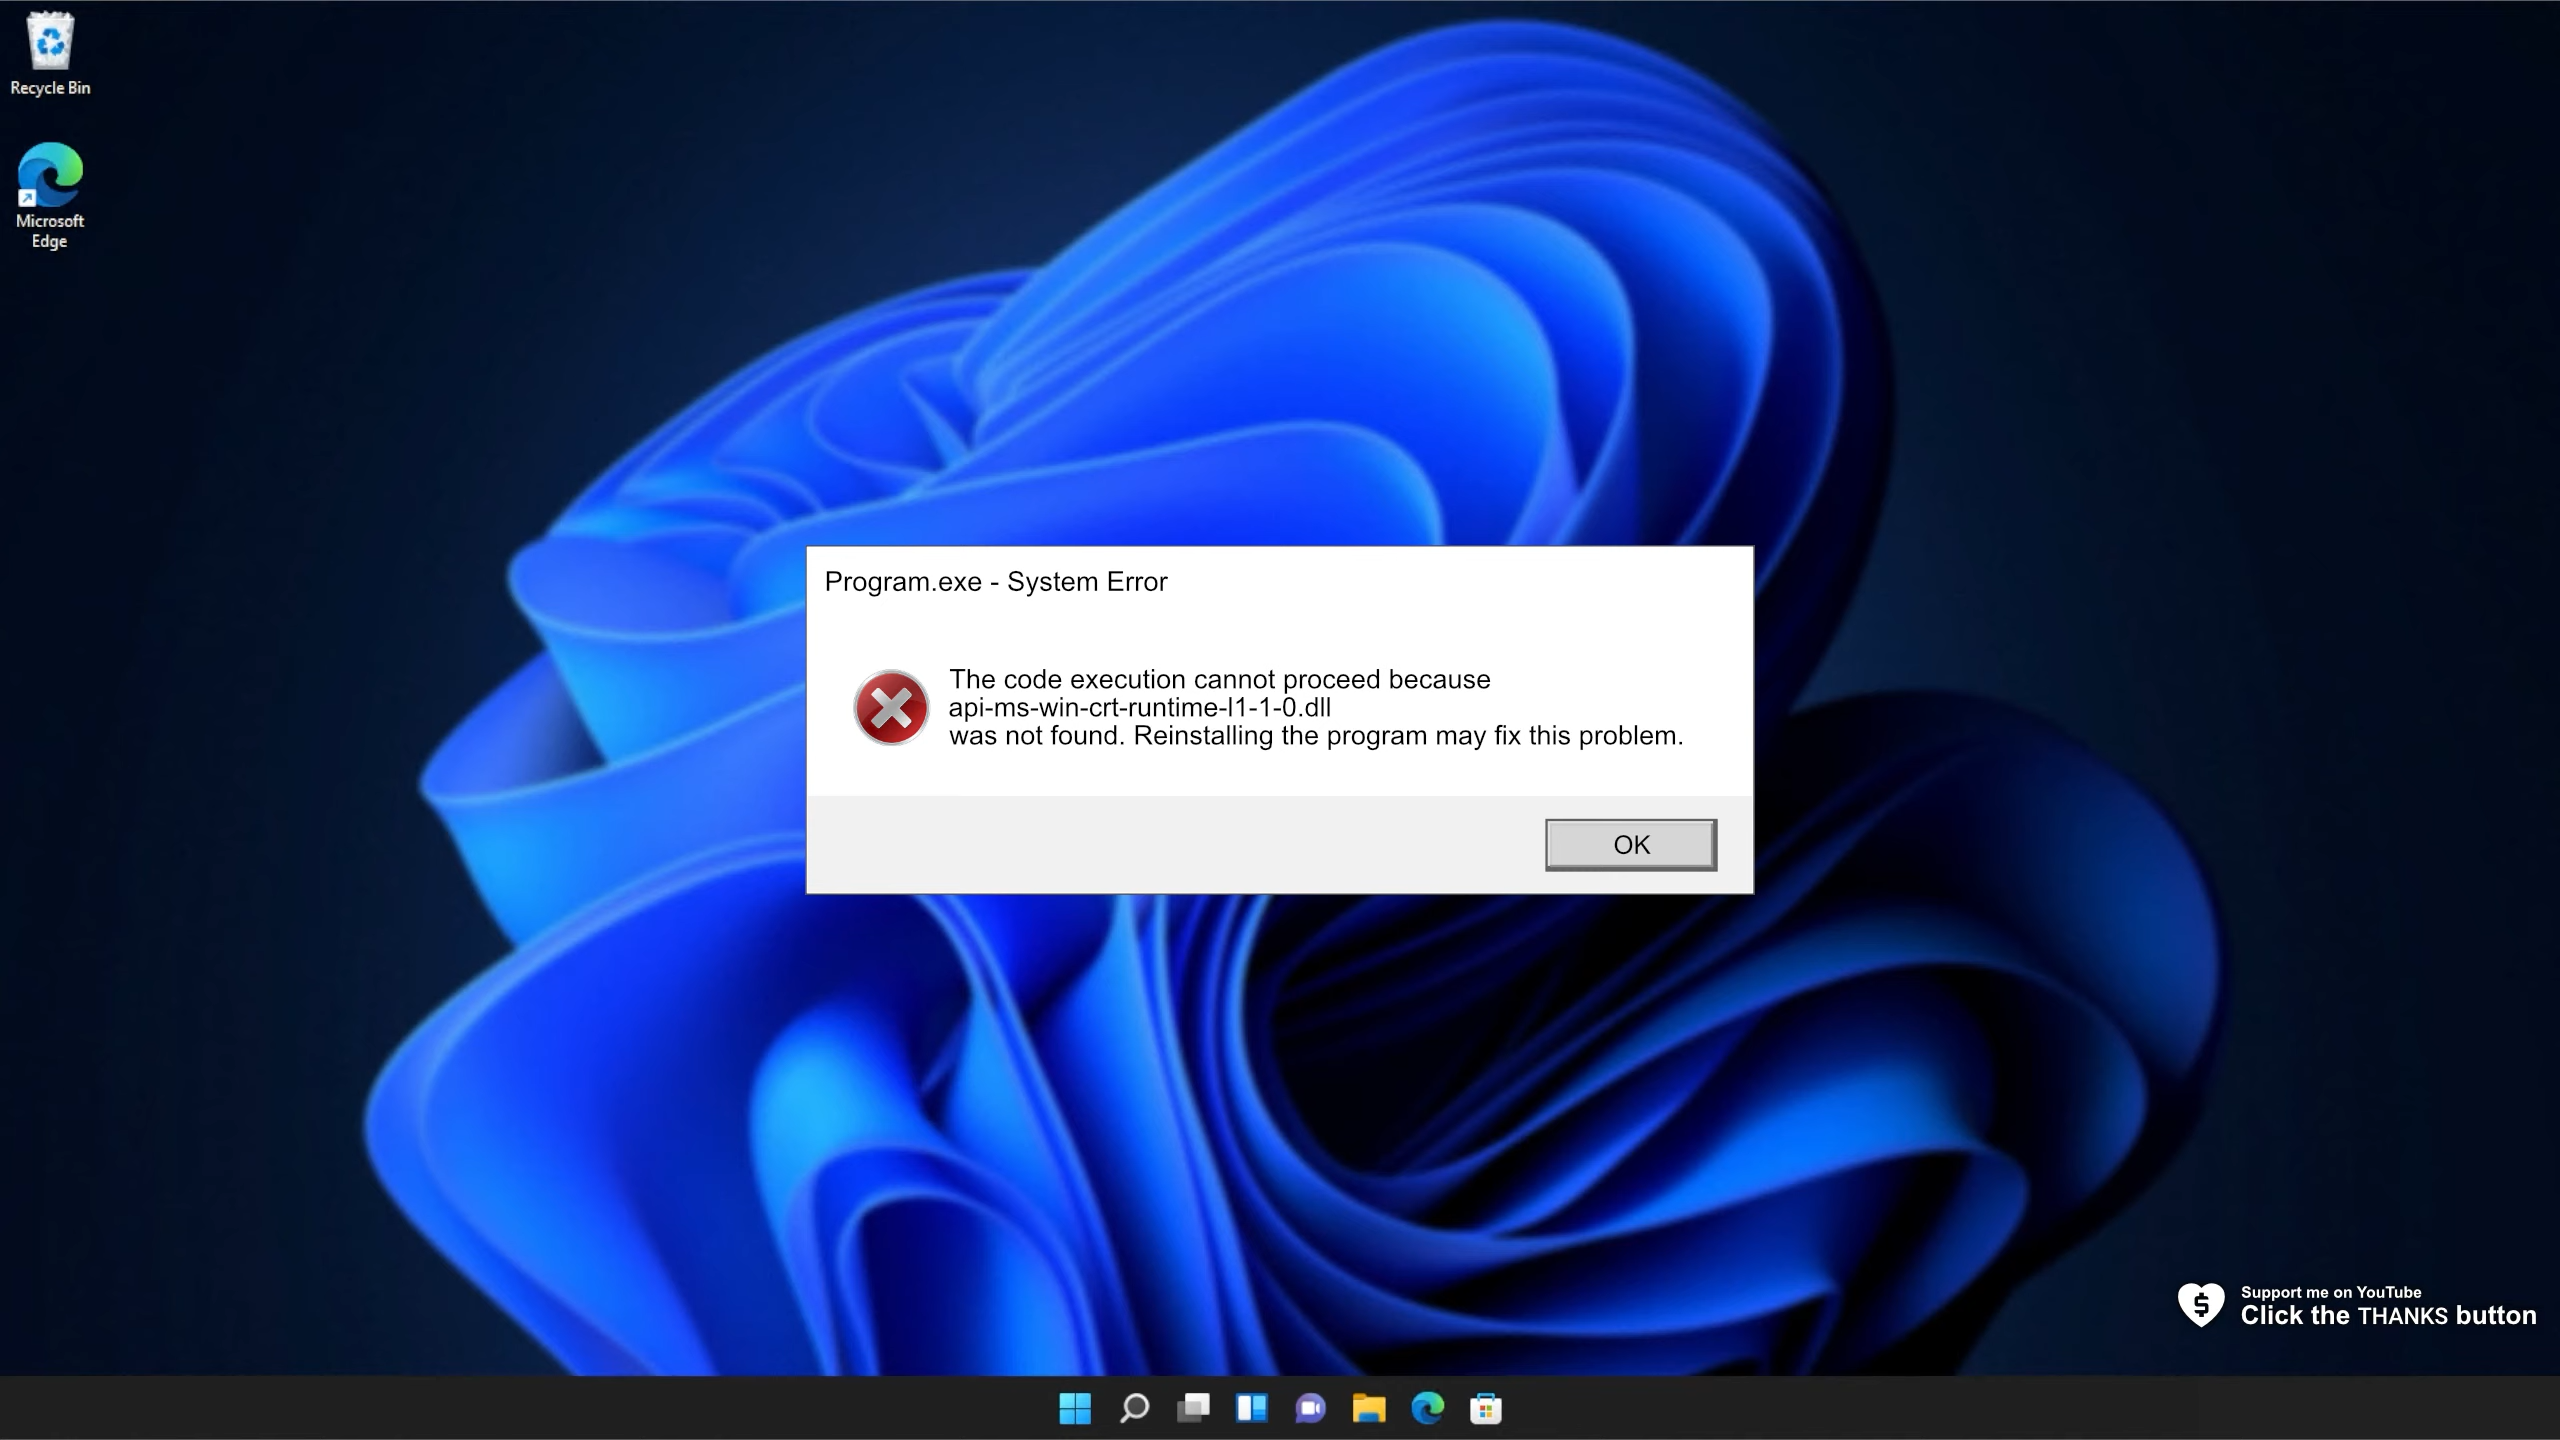 Recycle Bin
Microsoft
Edge
Program.exe - System Error
The code execution cannot proceed because
api-ms-win-crt-runtime-l1-1-0.dll
was not found. Reinstalling the program may fix this problem.
OK
Support me on YouTube
Click the THANKS button